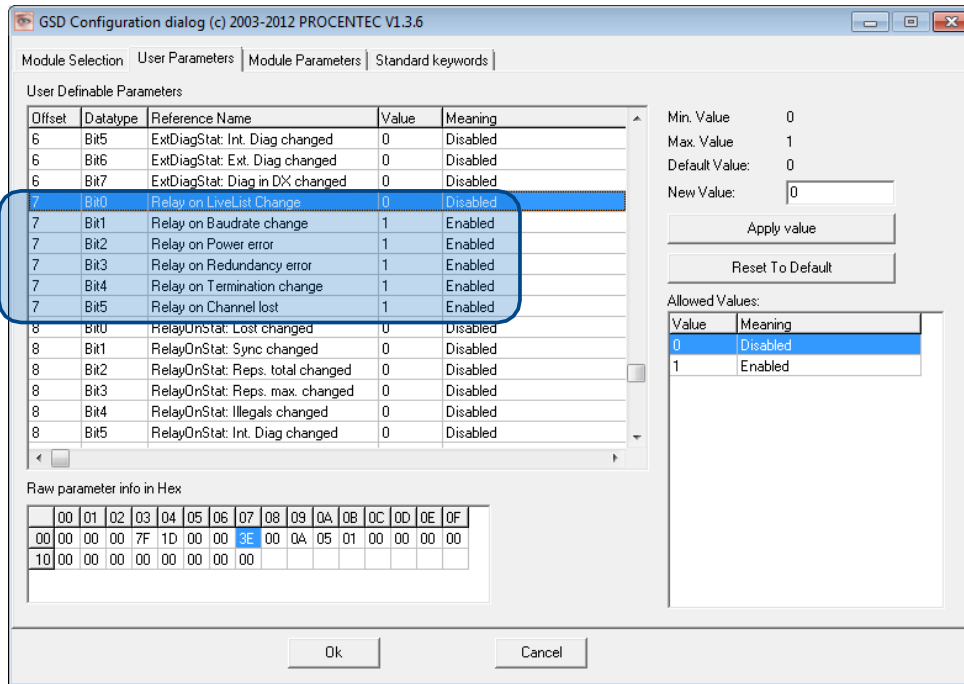 GSD Configuration dialog (c) 2003-2012 PROCENTEC V1.3.6
Module Selection User Parameters Module Parameters Standard keywords
User Definable Parameters
Offset Datatype Reference Name Value Meaning
6 Bit5 ExtDiagStat: Int. Diag changed 0 Disabled
6 Bit6 ExtDiagStat: Ext. Diag changed 0 Disabled
6 Bit7 ExtDiagStat: Diag in DX changed 0 Disabled
7 Bit0 Relay on LiveList Change 0 Disabled
7 Bit1 Relay on Baudrate change 1 Enabled
7 Bit2 Relay on Power error 1 Enabled
7 Bit3 Relay on Redundancy error 1 Enabled
7 Bit4 Relay on Termination change 1 Enabled
7 Bit5 Relay on Channel lost 1 Enabled
8 Bit0 RelayOnStat: Lost changed 0 Disabled
8 Bit1 RelayOnStat: Sync changed 0 Disabled
8 Bit2 RelayOnStat: Reps. total changed 0 Disabled
8 Bit3 RelayOnStat: Reps. max. changed 0 Disabled
8 Bit4 RelayOnStat: Illegals changed 0 Disabled
8 Bit5 RelayOnStat: Int. Diag changed 0 Disabled
Min. Value 0
Max. Value 1
Default Value: 0
New Value: 0
Apply value
Reset To Default
Allowed Values:
Value Meaning
0 Disabled
1 Enabled
Raw parameter info in Hex
00 01 02 03 04 05 06 07 08 09 0A 0B 0C 0D 0E 0F
00 00 00 00 7F 1D 00 00 3E 00 0A 05 01 00 00 00 00
10 00 00 00 00 00 00 00 00
Ok Cancel